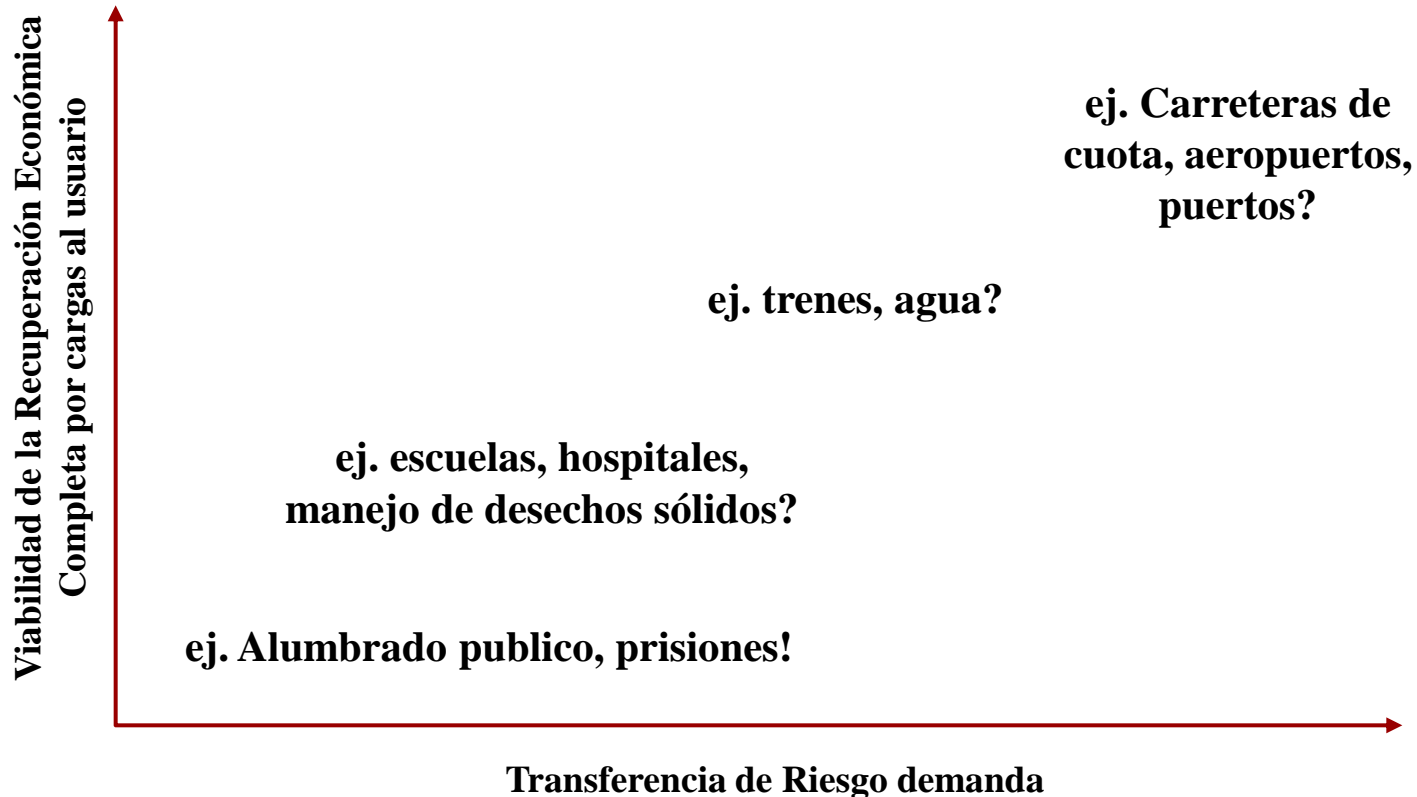 Viabilidad de la Recuperación Económica
Completa por cargas al usuario
ej. Carreteras de
cuota, aeropuertos,
puertos?
ej. trenes, agua?
ej. escuelas, hospitales,
manejo de desechos sólidos?
ej. Alumbrado publico, prisiones!
Transferencia de Riesgo demanda